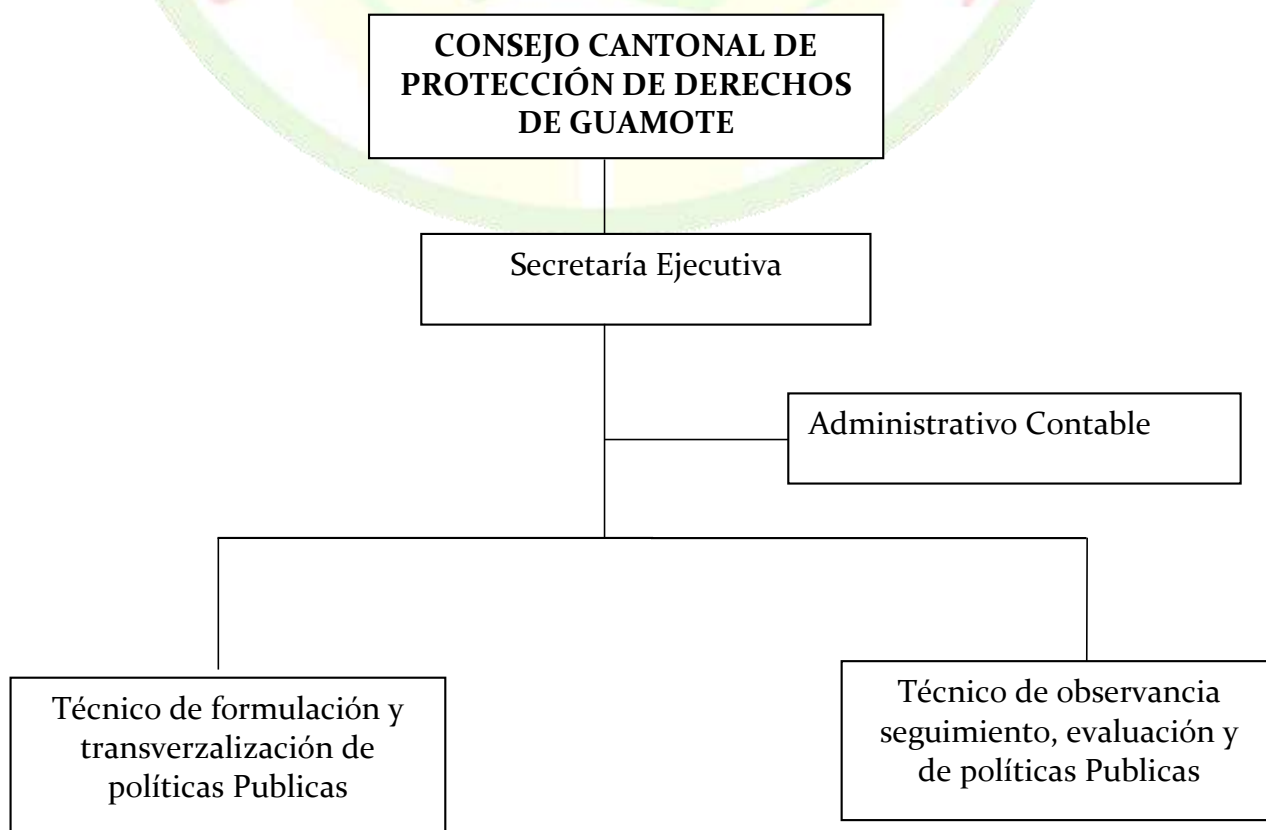 CONSEJO CANTONAL DE
PROTECCIÓN DE DERECHOS
DE GUAMOTE
Secretaría Ejecutiva
Administrativo Contable
Técnico de formulación y
transverzalización de
políticas Publicas
Técnico de observancia
seguimiento, evaluación y
de políticas Publicas